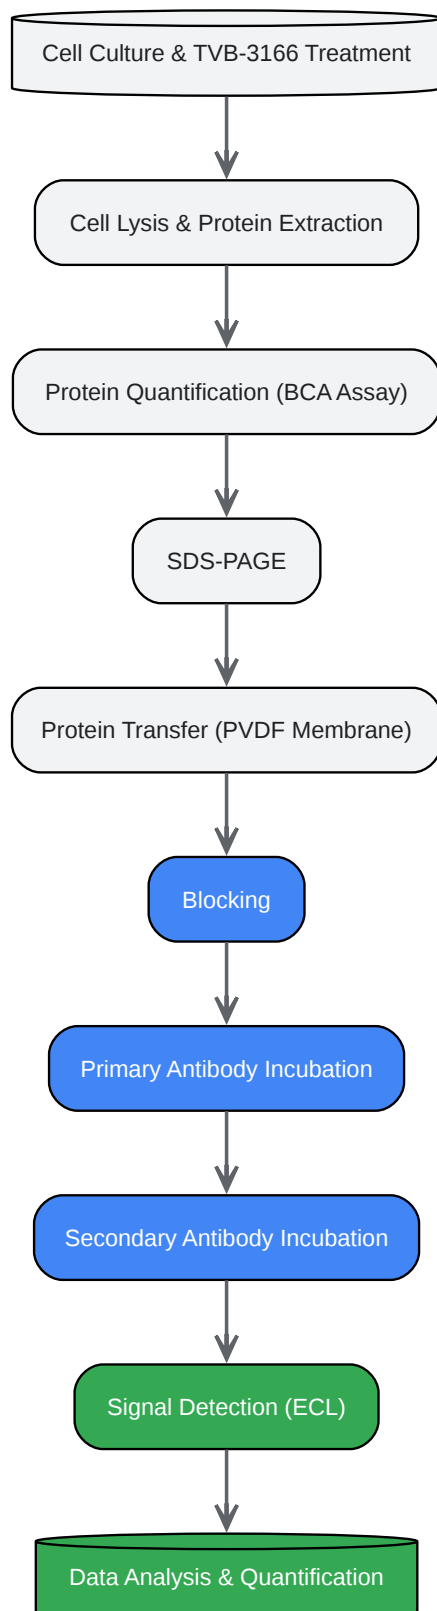 Cell Culture & TVB-3166 Treatment
Cell Lysis & Protein Extraction
Protein Quantification (BCA Assay)
SDS-PAGE
Protein Transfer (PVDF Membrane)
Blocking
Primary Antibody Incubation
Secondary Antibody Incubation
Signal Detection (ECL)
Data Analysis & Quantification